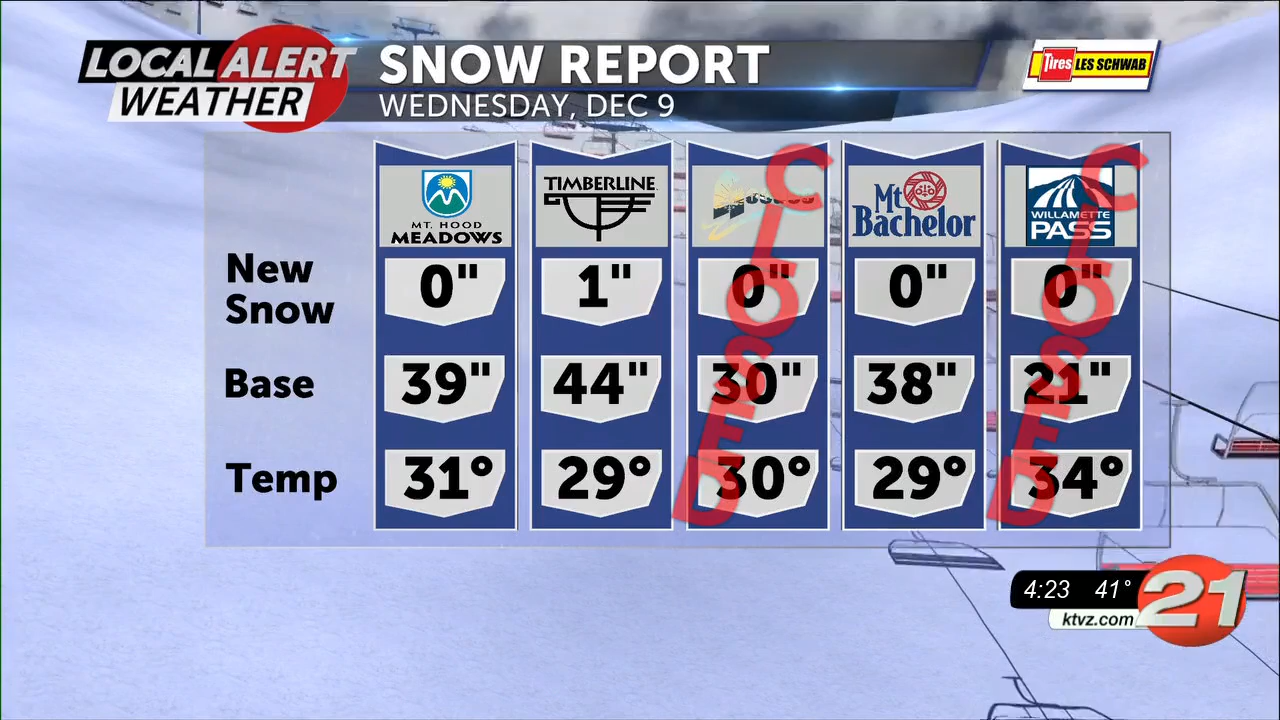 LOCAL ALERT
WEATHER
SNOW REPORT
WEDNESDAY, DEC 9
Tires LES SCHWAB
MT. HOOD
MEADOWS
TIMBERLINE
Mt
Bachelor
WILLAMETTE
PASS
New
Snow
0" 1" 0" 0" 0"
Base 39" 44" 30" 38" 21"
Temp 31° 29° 30° 29° 34°
CLOSED
CLOSED
4:23 41°
ktvz.com
21